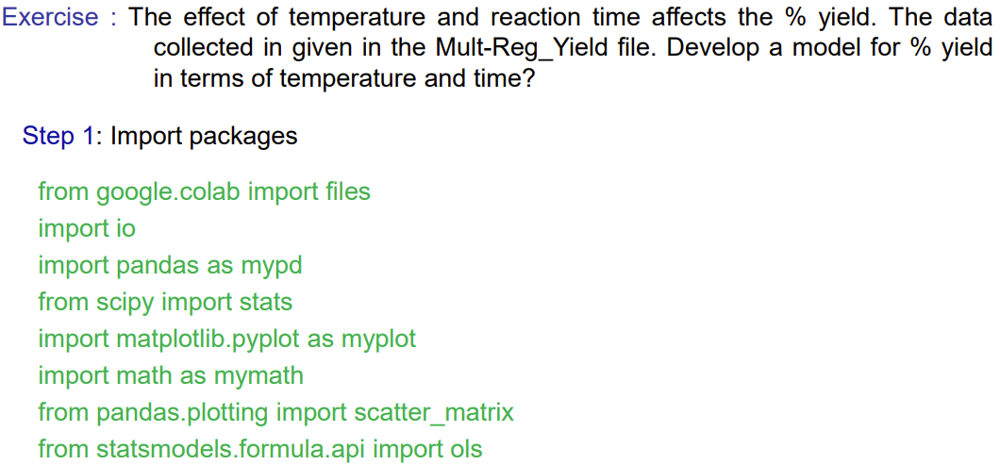 Exercise : The effect of temperature and reaction time affects the % yield. The data
collected in given in the Mult-Reg_Yield file. Develop a model for % yield
in terms of temperature and time?
Step 1: Import packages
from google.colab import files
import io
import pandas as mypd
from scipy import stats
import matplotlib.pyplot as myplot
import math as mymath
from pandas.plotting import scatter_matrix
from statsmodels.formula.api import ols